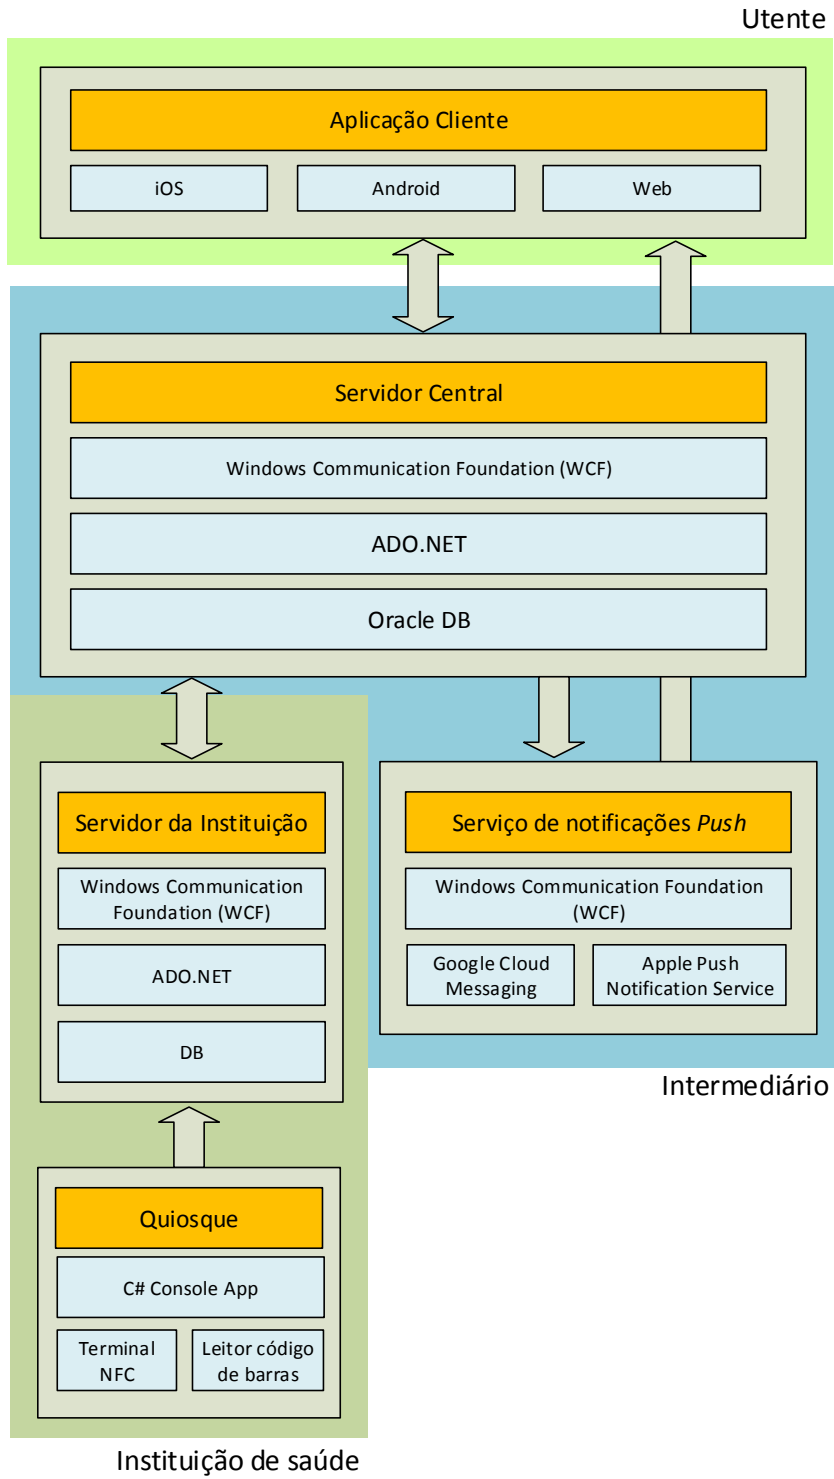 Utente
Aplicação Cliente
iOS
Android
Web
Servidor Central
Windows Communication Foundation (WCF)
ADO.NET
Oracle DB
Servidor da Instituição
Windows Communication
Foundation (WCF)
ADO.NET
DB
Serviço de notificações Push
Windows Communication Foundation
(WCF)
Google Cloud
Messaging
Apple Push
Notification Service
Intermediário
Quiosque
C# Console App
Terminal
NFC
Leitor código
de barras
Instituição de saúde